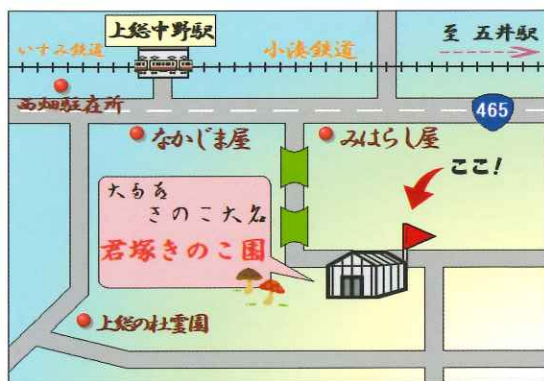 上総中野駅
いすみ鉄道
小湊鉄道
至 五井駅
西畑駐在所
465
なかじま屋
みはらし屋
ここ!
大多喜
きのこ大名
君塚きのこ園
上総の杜霊園